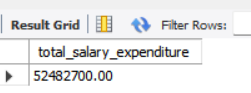 Result Grid Filter Rows:
total_salary_expenditure
52482700.00